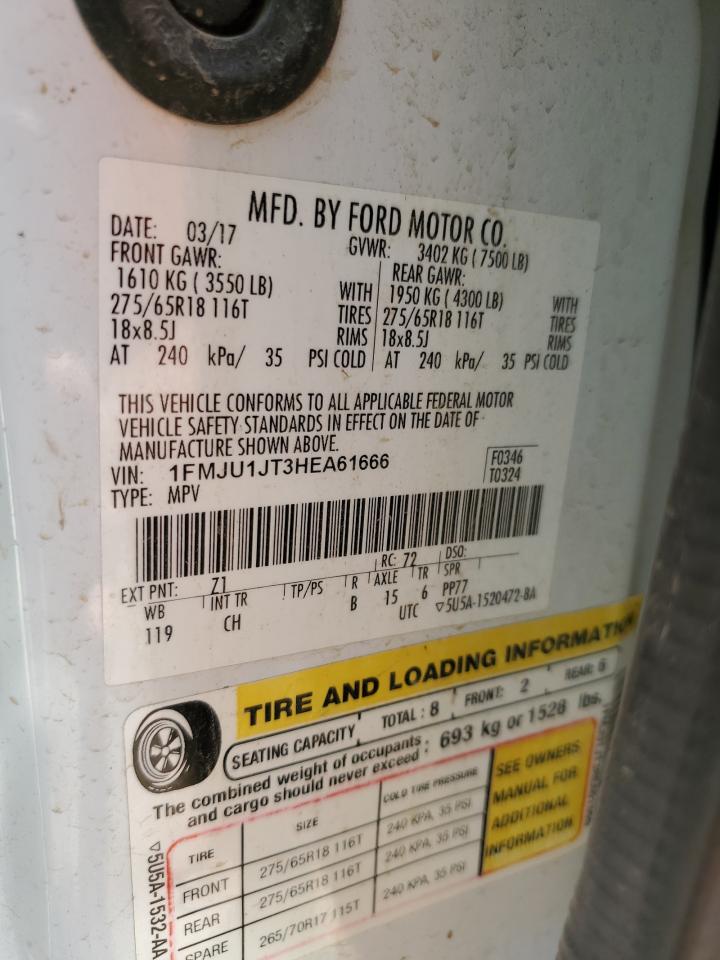 MFD. BY FORD MOTOR CO.
DATE: 03/17
GVWR: 3402 KG ( 7500 LB)
FRONT GAWR:
REAR GAWR:
1610 KG ( 3550 LB) WITH
1950 KG ( 4300 LB) WITH
275/65R18 116T TIRES
275/65R18 116T TIRES
18x8.5J RIMS
18x8.5J RIMS
AT 240 kPa/ 35 PSI COLD
AT 240 kPa/ 35 PSI COLD
THIS VEHICLE CONFORMS TO ALL APPLICABLE FEDERAL MOTOR
VEHICLE SAFETY STANDARDS IN EFFECT ON THE DATE OF
MANUFACTURE SHOWN ABOVE.
VIN: 1FMJU1JT3HEA61666
F0346
TYPE: MPV
T0324
EXT PNT: Z1 RC: 72 DSO:
WB INT TR TP/PS R AXLE TR SPR
119 CH B 15 6 PP77
UTC ▽5U5A-1520472-BA
TIRE AND LOADING INFORMATION
SEATING CAPACITY TOTAL : 8 FRONT: 2 REAR: 6
The combined weight of occupants
and cargo should never exceed : 693 kg or 1528 lbs.
TIRE SIZE COLD TIRE PRESSURE
FRONT 275/65R18 116T 240 KPA, 35 PSI
REAR 275/65R18 116T 240 KPA, 35 PSI
SPARE 265/70R17 115T 240 KPA, 35 PSI
SEE OWNERS
MANUAL FOR
ADDITIONAL
INFORMATION
▽5U5A-1532-AA